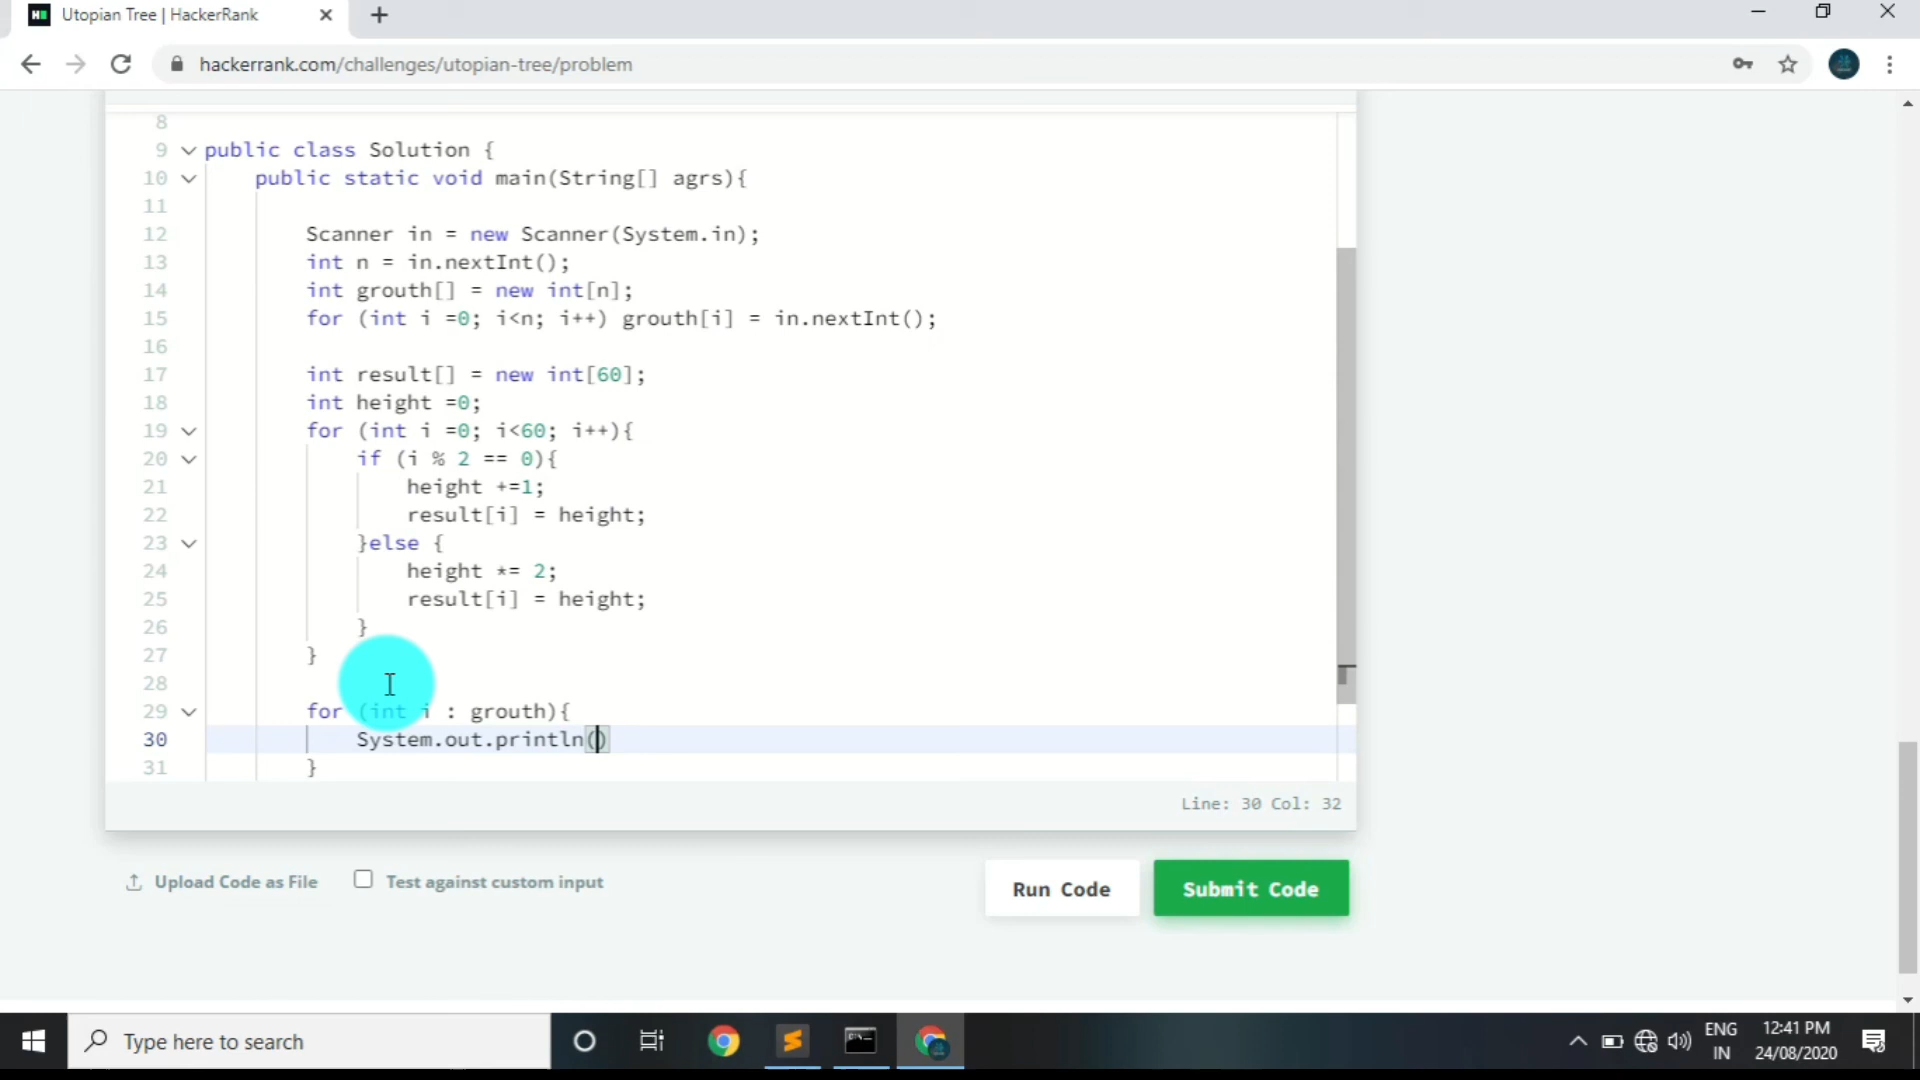 Utopian Tree | HackerRank
hackerrank.com/challenges/utopian-tree/problem
8
9 public class Solution {
10 public static void main(String[] agrs){
11
12 Scanner in = new Scanner(System.in);
13 int n = in.nextInt();
14 int grouth[] = new int[n];
15 for (int i =0; i<n; i++) grouth[i] = in.nextInt();
16
17 int result[] = new int[60];
18 int height =0;
19 for (int i =0; i<60; i++){
20 if (i % 2 == 0){
21 height +=1;
22 result[i] = height;
23 }else {
24 height *= 2;
25 result[i] = height;
26 }
27 }
28
29 for (int i : grouth){
30 System.out.println()
31 }
Line: 30 Col: 32
Upload Code as File Test against custom input Run Code Submit Code
Type here to search
ENG 12:41 PM
IN 24/08/2020